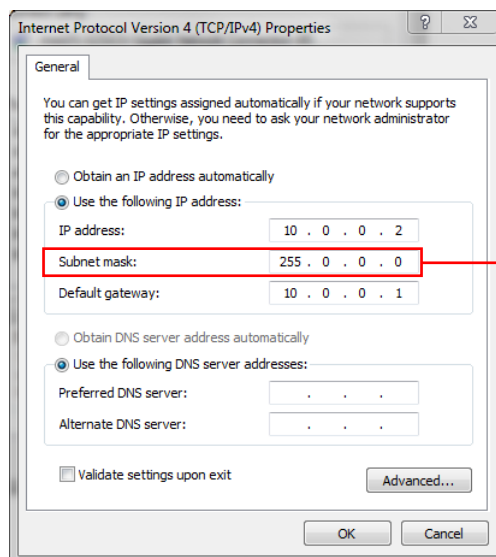 Internet Protocol Version 4 (TCP/IPv4) Properties
General
You can get IP settings assigned automatically if your network supports
this capability. Otherwise, you need to ask your network administrator
for the appropriate IP settings.
Obtain an IP address automatically
Use the following IP address:
IP address: 10 . 0 . 0 . 2
Subnet mask: 255 . 0 . 0 . 0
Default gateway: 10 . 0 . 0 . 1
Obtain DNS server address automatically
Use the following DNS server addresses:
Preferred DNS server: . . .
Alternate DNS server: . . .
Validate settings upon exit
Advanced...
OK Cancel